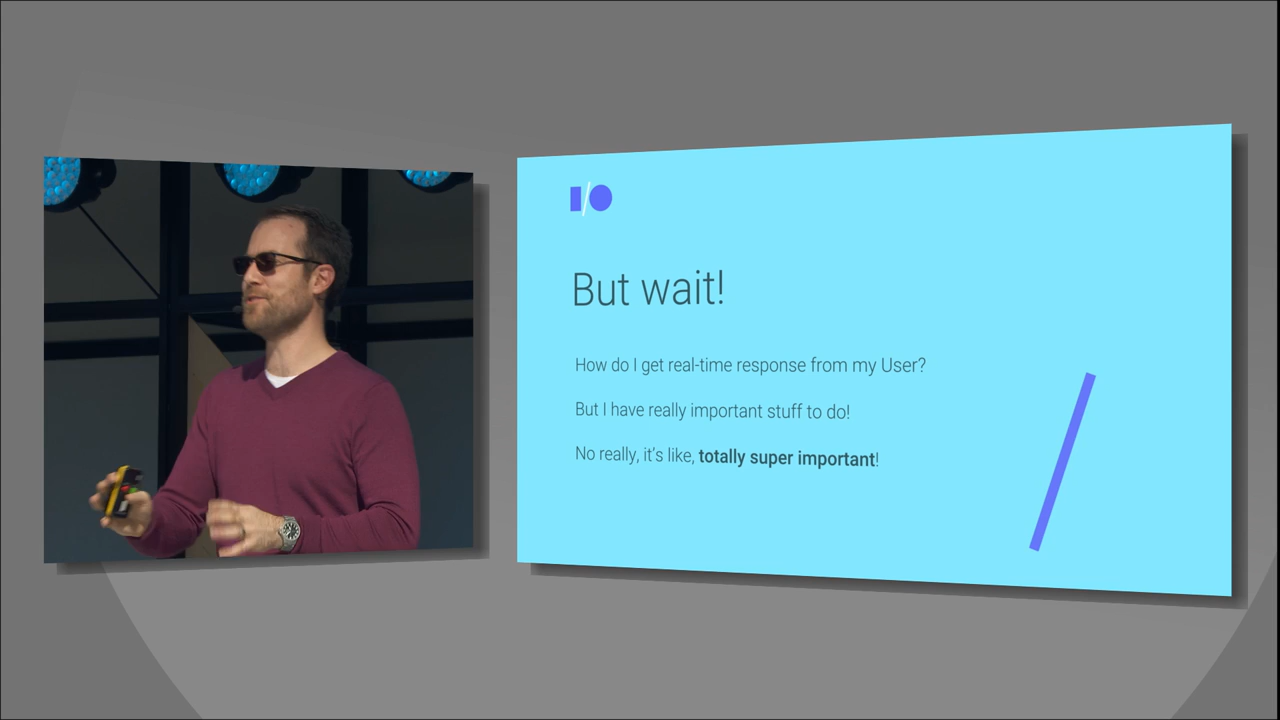 I/O
But wait!
How do I get real-time response from my User?
But I have really important stuff to do!
No really, it's like, totally super important!